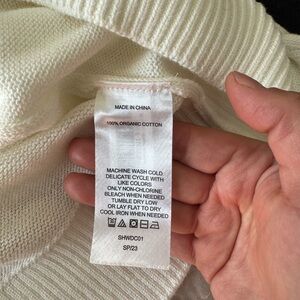 MADE IN CHINA
100% ORGANIC COTTON
MACHINE WASH COLD
DELICATE CYCLE WITH
LIKE COLORS
ONLY NON-CHLORINE
BLEACH WHEN NEEDED
TUMBLE DRY LOW
OR LAY FLAT TO DRY
COOL IRON WHEN NEEDED
SHWDC01
SP/23